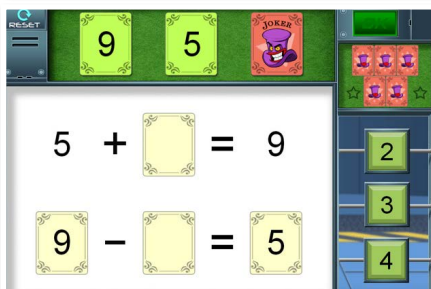 RESET
9 5 JOKER
5 + = 9
9 - = 5
2
3
4